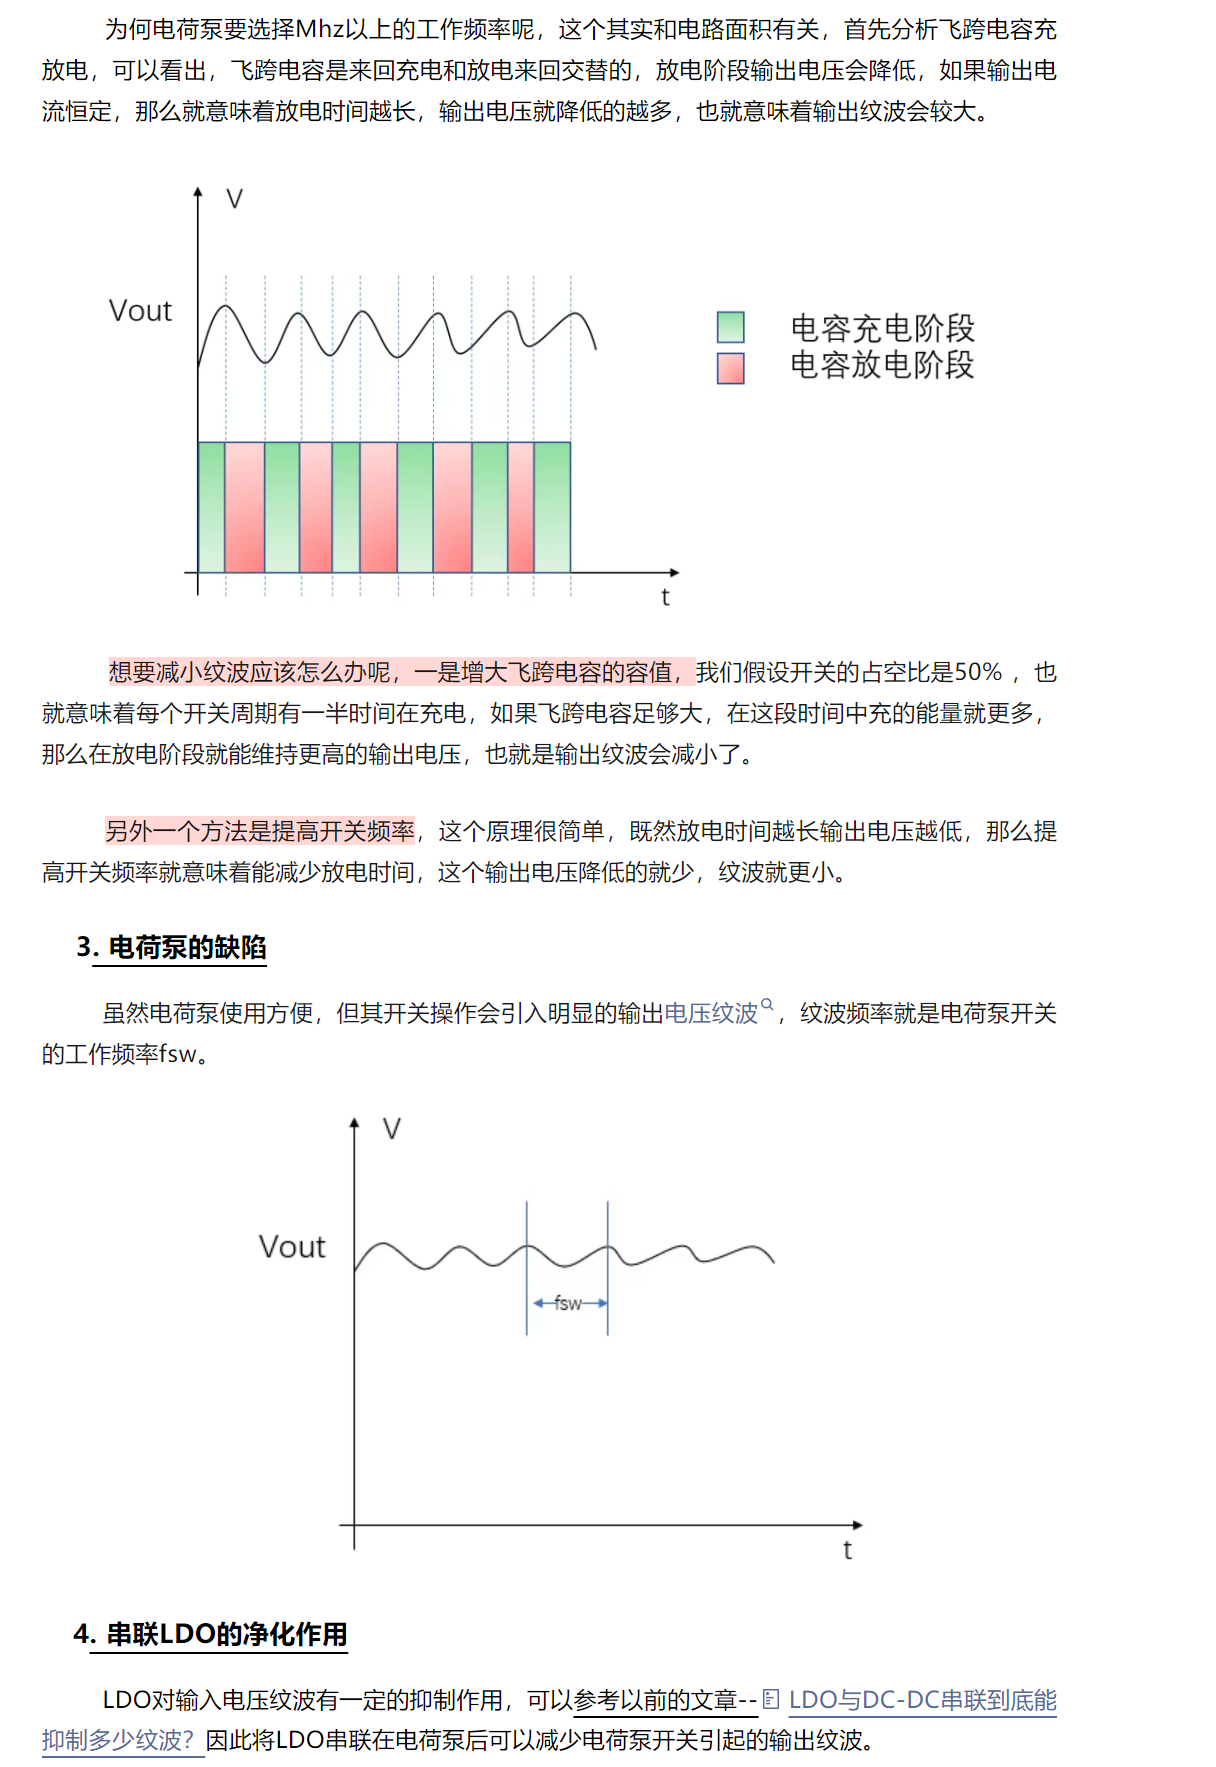 为何电荷泵要选择Mhz以上的工作频率呢，这个其实和电路面积有关，首先分析飞跨电容充
放电，可以看出，飞跨电容是来回充电和放电来回交替的，放电阶段输出电压会降低，如果输出电
流恒定，那么就意味着放电时间越长，输出电压就降低的越多，也就意味着输出纹波会较大。
V
Vout
电容充电阶段
电容放电阶段
t
想要减小纹波应该怎么办呢，一是增大飞跨电容的容值，我们假设开关的占空比是50% ，也
就意味着每个开关周期有一半时间在充电，如果飞跨电容足够大，在这段时间中充的能量就更多，
那么在放电阶段就能维持更高的输出电压，也就是输出纹波会减小了。
另外一个方法是提高开关频率，这个原理很简单，既然放电时间越长输出电压越低，那么提
高开关频率就意味着能减少放电时间，这个输出电压降低的就少，纹波就更小。
3. 电荷泵的缺陷
虽然电荷泵使用方便，但其开关操作会引入明显的输出电压纹波，纹波频率就是电荷泵开关
的工作频率fsw。
V
Vout
fsw
t
4. 串联LDO的净化作用
LDO对输入电压纹波有一定的抑制作用，可以参考以前的文章--LDO与DC-DC串联到底能
抑制多少纹波？因此将LDO串联在电荷泵后可以减少电荷泵开关引起的输出纹波。